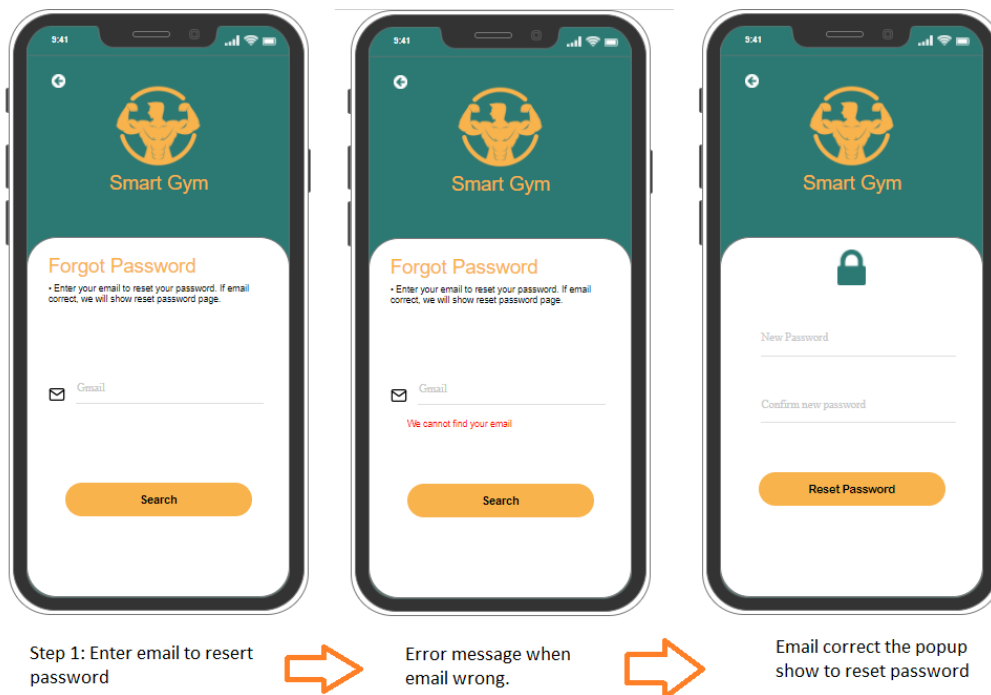 9:41
Smart Gym
Forgot Password
• Enter your email to reset your password. If email
correct, we will show reset password page.
Gmail
Search
Step 1: Enter email to resert
password
9:41
Smart Gym
Forgot Password
• Enter your email to reset your password. If email
correct, we will show reset password page.
Gmail
We cannot find your email
Search
Error message when
email wrong.
9:41
Smart Gym
New Password
Confirm new password
Reset Password
Email correct the popup
show to reset password